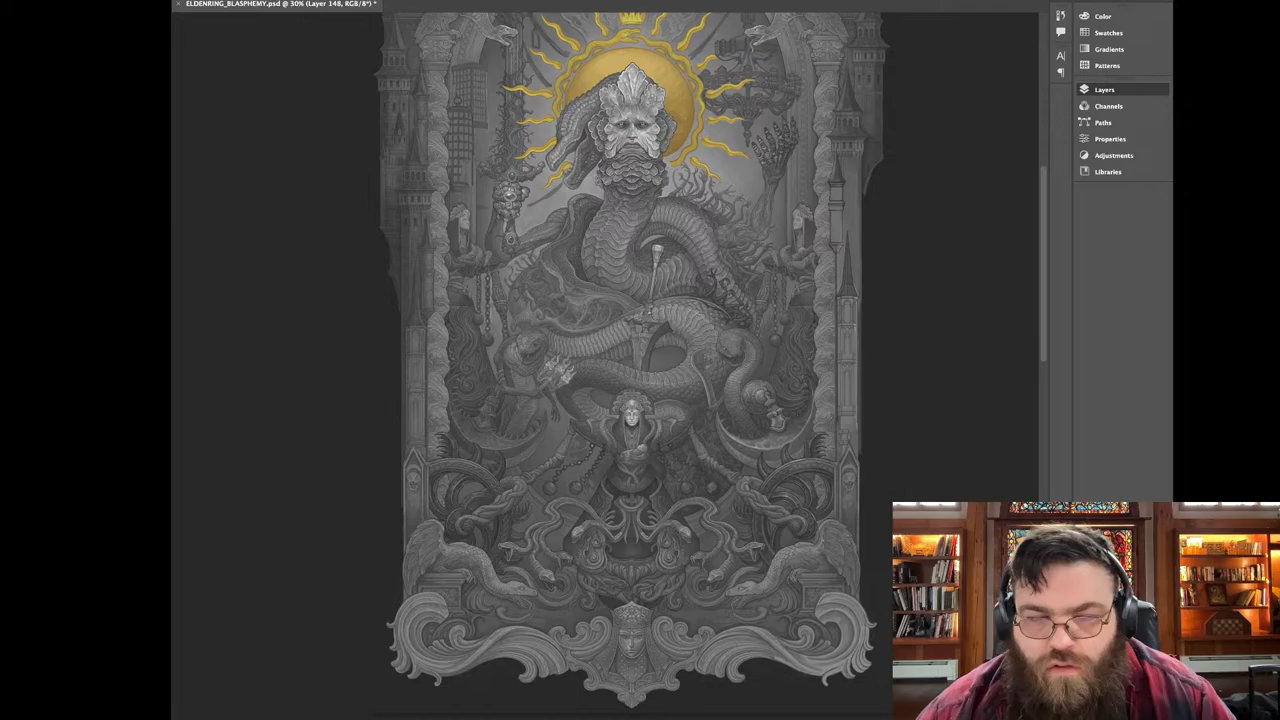 ELDENRING_BLASPHEMY.psd @ 30% (Layer 148, RGB/8*) *
Color
Swatches
Gradients
Patterns
Layers
Channels
Paths
Properties
Adjustments
Libraries